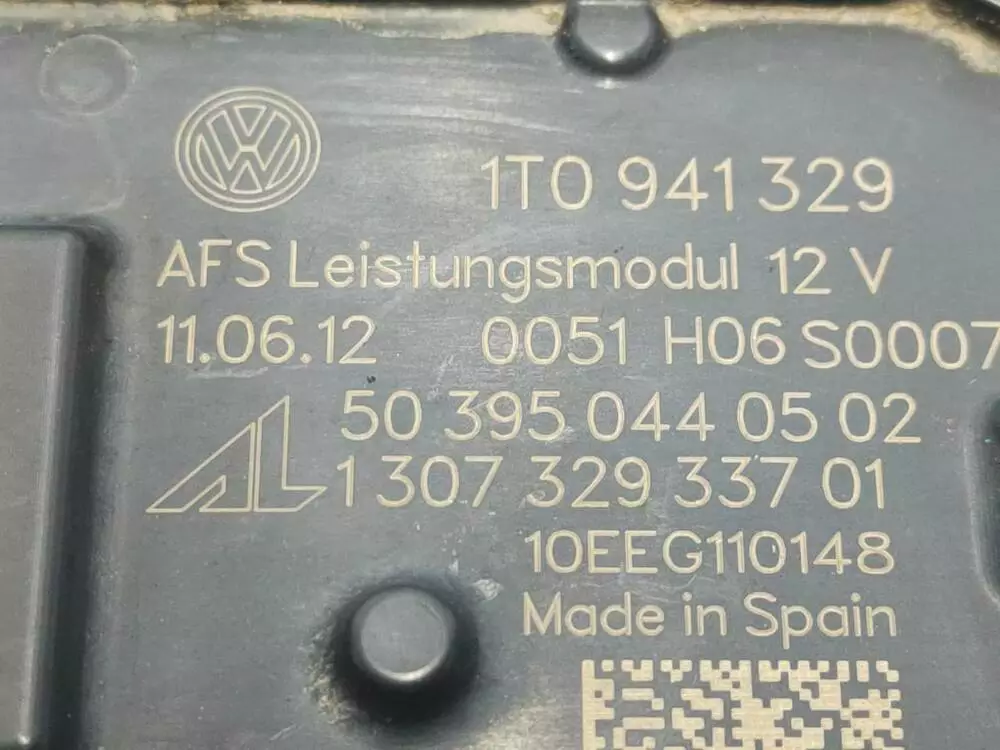 1T0 941 329
AFS Leistungsmodul 12 V
11.06.12 0051 H06 S0007
50 395 044 05 02
AL 1 307 329 337 01
10EEG110148
Made in Spain